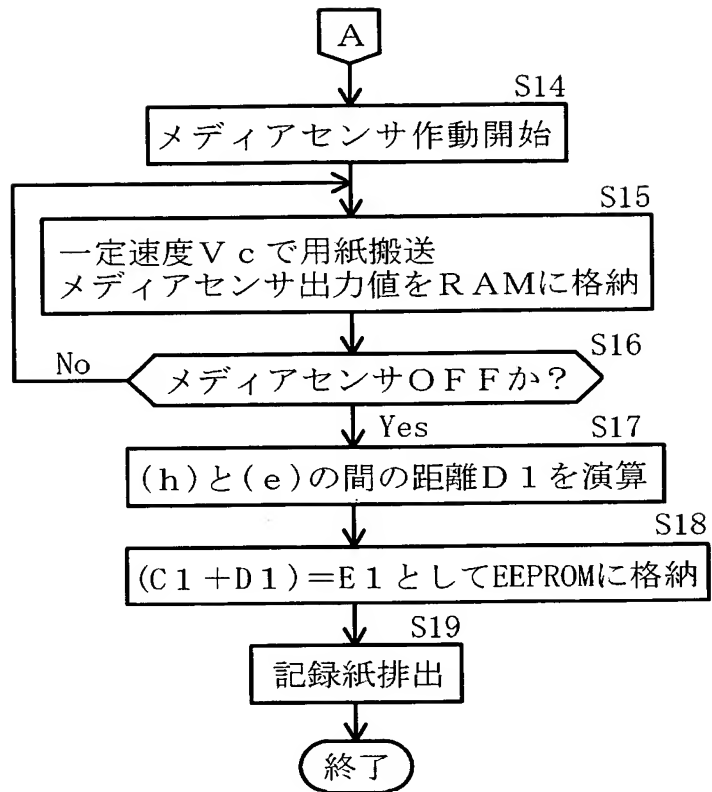 A
S14
メディアセンサ作動開始
S15
一定速度Vcで用紙搬送
メディアセンサ出力値をRAMに格納
S16
No
メディアセンサOFFか?
Yes
S17
(h)と(e)の間の距離D1を演算
S18
(C1+D1)=E1としてEEPROMに格納
S19
記録紙排出
終了